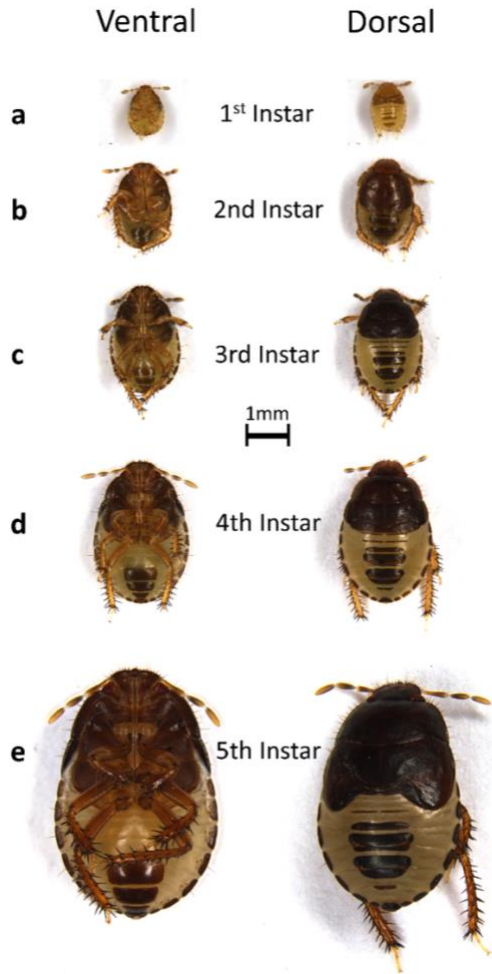 Ventral Dorsal
a 1st Instar
b 2nd Instar
c 3rd Instar
1mm
d 4th Instar
e 5th Instar